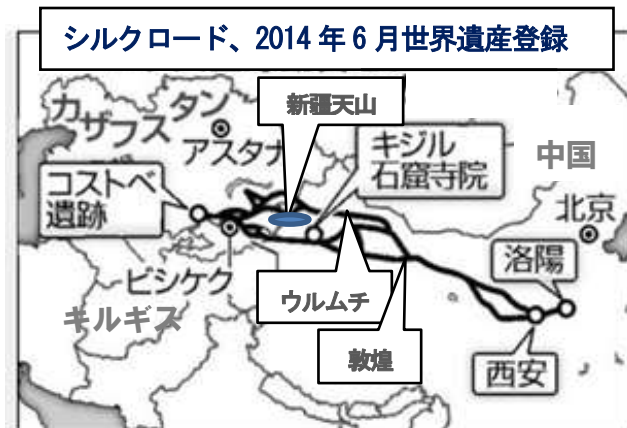 シルクロード、2014年6月世界遺産登録
カザフスタン
アスタナ
新疆天山
キジル
石窟寺院
中国
北京
コストベ
遺跡
ビシケク
キルギス
ウルムチ
敦煌
洛陽
西安